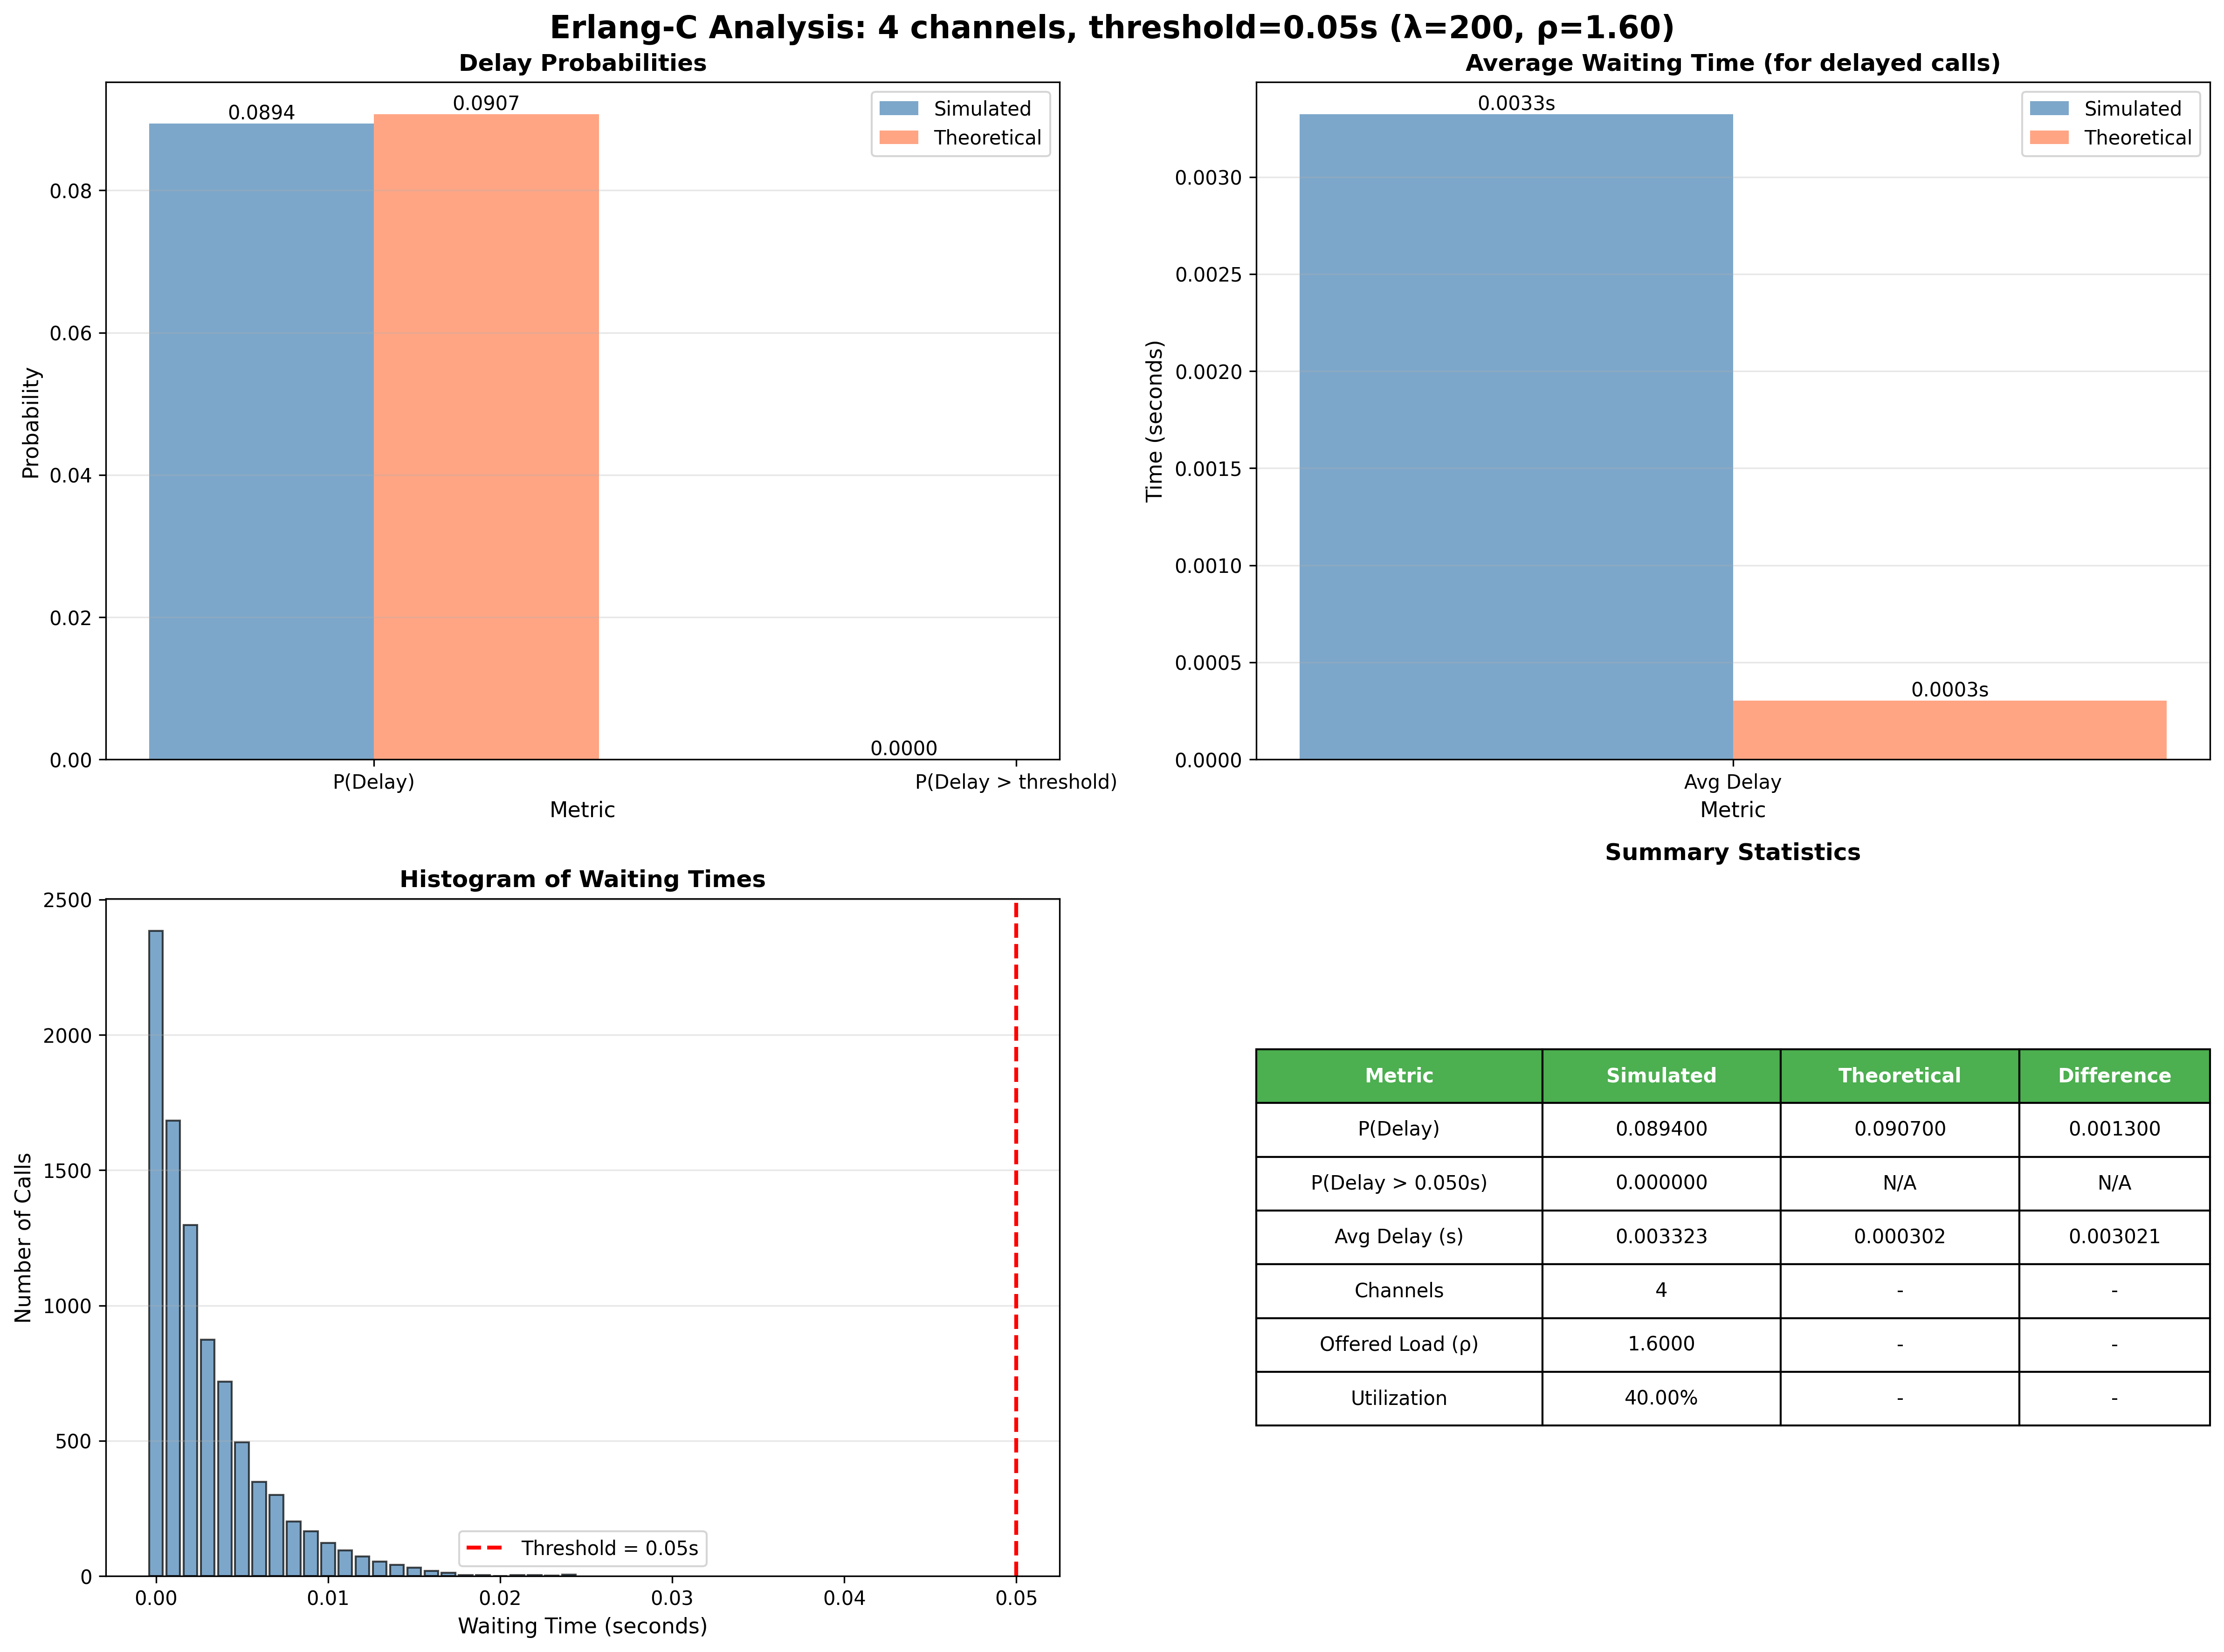 Erlang-C Analysis: 4 channels, threshold=0.05s (λ=200, ρ=1.60)
Delay Probabilities
0.0894
0.0907
0.0000
Simulated
Theoretical
0.08
0.06
0.04
0.02
0.00
Probability
P(Delay)
P(Delay > threshold)
Metric
Average Waiting Time (for delayed calls)
0.0033s
0.0003s
Simulated
Theoretical
0.0030
0.0025
0.0020
0.0015
0.0010
0.0005
0.0000
Time (seconds)
Avg Delay
Metric
Histogram of Waiting Times
2500
2000
1500
1000
500
0
Number of Calls
Threshold = 0.05s
0.00 0.01 0.02 0.03 0.04 0.05
Waiting Time (seconds)
Summary Statistics
Metric Simulated Theoretical Difference
P(Delay) 0.089400 0.090700 0.001300
P(Delay > 0.050s) 0.000000 N/A N/A
Avg Delay (s) 0.003323 0.000302 0.003021
Channels 4 - -
Offered Load (ρ) 1.6000 - -
Utilization 40.00% - -